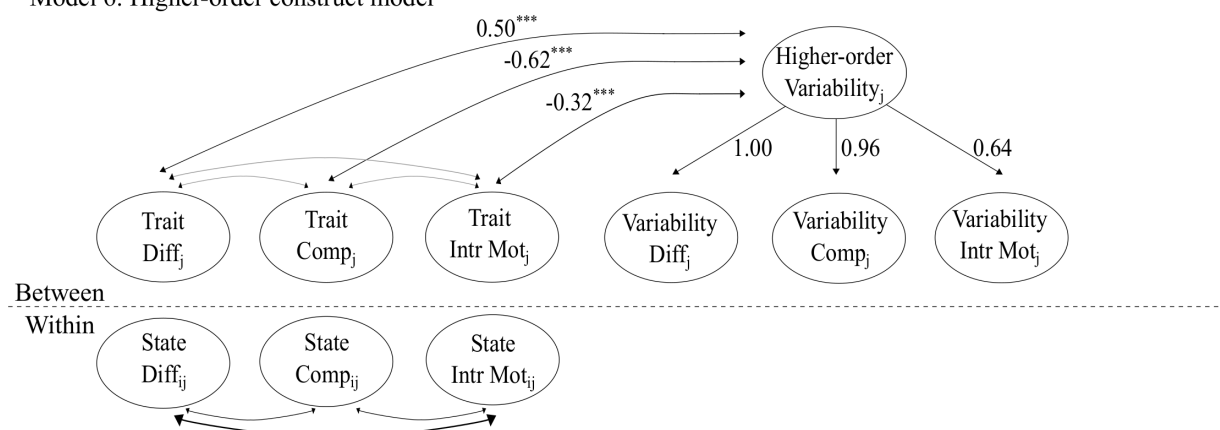 Model 6: Higher-order construct model
0.50***
-0.62***
-0.32***
Higher-order
Variabilityj
1.00
0.96
0.64
Trait
Diffj
Trait
Compj
Trait
Intr Motj
Variability
Diffj
Variability
Compj
Variability
Intr Motj
Between
Within
State
Diffij
State
Compij
State
Intr Motij